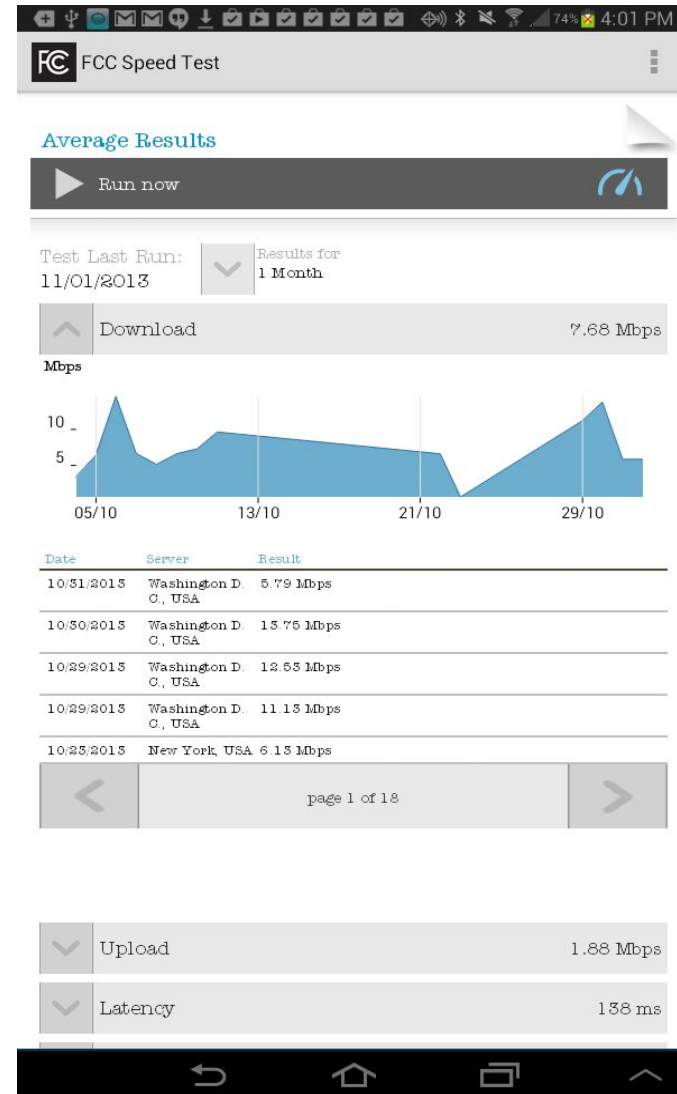 74% 4:01 PM
FCC FCC Speed Test
Average Results
Run now
Test Last Run:
11/01/2013
Results for
1 Month
Download 7.68 Mbps
Mbps
10
5
05/10 13/10 21/10 29/10
Date Server Result
10/31/2013 Washington D. 5.79 Mbps
C., USA
10/30/2013 Washington D. 13.75 Mbps
C., USA
10/29/2013 Washington D. 12.53 Mbps
C., USA
10/29/2013 Washington D. 11.13 Mbps
C., USA
10/23/2013 New York, USA 6.13 Mbps
page 1 of 18
Upload 1.88 Mbps
Latency 138 ms